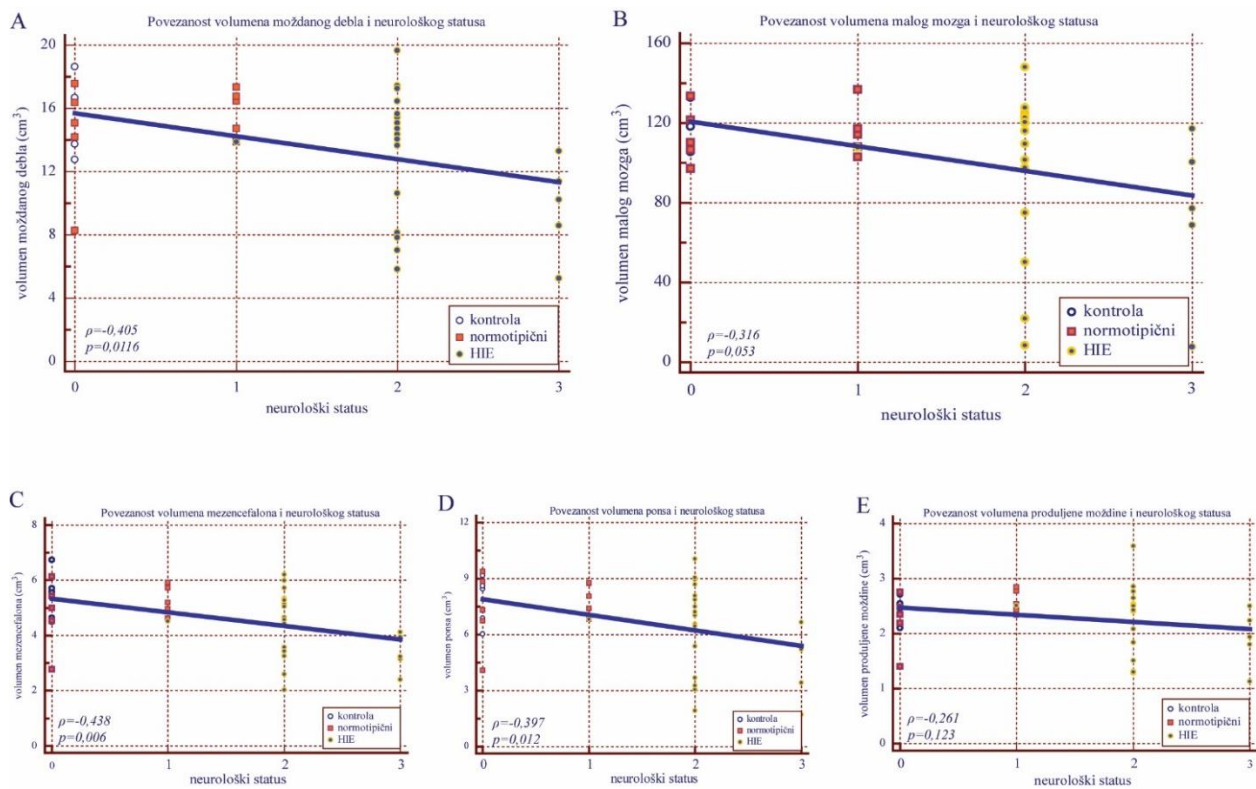 A
Povezanost volumena moždanog debla i neurološkog statusa
volumen moždanog debla (cm³)
20
16
12
8
4
0
ρ=-0,405
p=0,0116
kontrola
normotipični
HIE
0 1 2 3
neurološki status
B
Povezanost volumena malog mozga i neurološkog statusa
volumen malog mozga (cm³)
160
120
80
40
0
ρ=-0,316
p=0,053
kontrola
normotipični
HIE
0 1 2 3
neurološki status
C
Povezanost volumena mezencefalona i neurološkog statusa
volumen mezencefalona (cm³)
8
6
4
2
0
ρ=-0,438
p=0,006
kontrola
normotipični
HIE
0 1 2 3
neurološki status
D
Povezanost volumena ponsa i neurološkog statusa
volumen ponsa (cm³)
12
9
6
3
0
ρ=-0,397
p=0,012
kontrola
normotipični
HIE
0 1 2 3
neurološki status
E
Povezanost volumena produljene moždine i neurološkog statusa
volumen produljene moždine (cm³)
4
3
2
1
0
ρ=-0,261
p=0,123
kontrola
normotipični
HIE
0 1 2 3
neurološki status